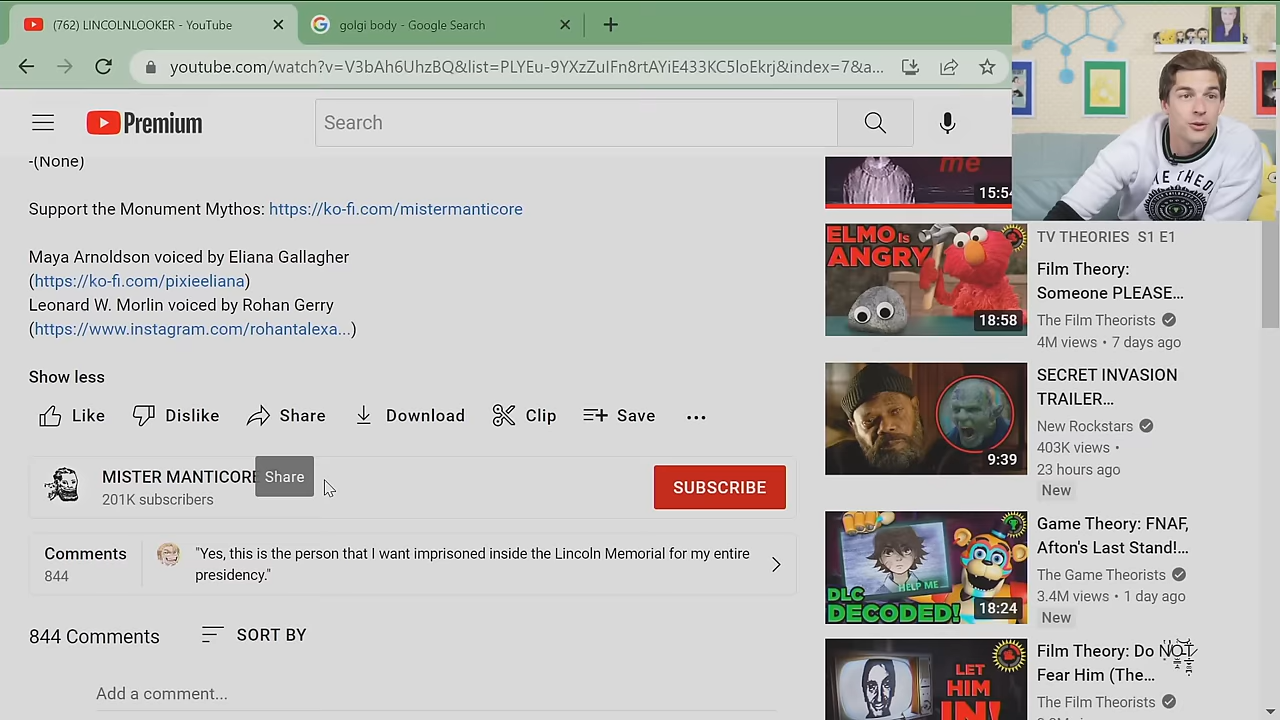 (762) LINCOLNLOOKER - YouTube
golgi body - Google Search
youtube.com/watch?v=V3bAh6UhzBQ&list=PLYEu-9YXzZulFn8rtAYiE433KC5loEkrj&index=7&a...
Premium
Search
-(None)
Support the Monument Mythos: https://ko-fi.com/mistermanticore
Maya Arnoldson voiced by Eliana Gallagher
(https://ko-fi.com/pixieeliana)
Leonard W. Morlin voiced by Rohan Gerry
(https://www.instagram.com/rohantalexa...)
Show less
Like
Dislike
Share
Download
Clip
Save
MISTER MANTICORE
Share
201K subscribers
SUBSCRIBE
Comments
844
"Yes, this is the person that I want imprisoned inside the Lincoln Memorial for my entire
presidency."
844 Comments
SORT BY
Add a comment...
me
15:54
TV THEORIES S1 E1
ELMO IS
ANGRY
18:58
Film Theory:
Someone PLEASE...
The Film Theorists
4M views • 7 days ago
9:39
SECRET INVASION
TRAILER...
New Rockstars
403K views •
23 hours ago
New
HELP ME
DLC
DECODED!
18:24
Game Theory: FNAF,
Afton's Last Stand!...
The Game Theorists
3.4M views • 1 day ago
New
LET
HIM
IN!
Film Theory: Do NOT
Fear Him (The...
The Film Theorists